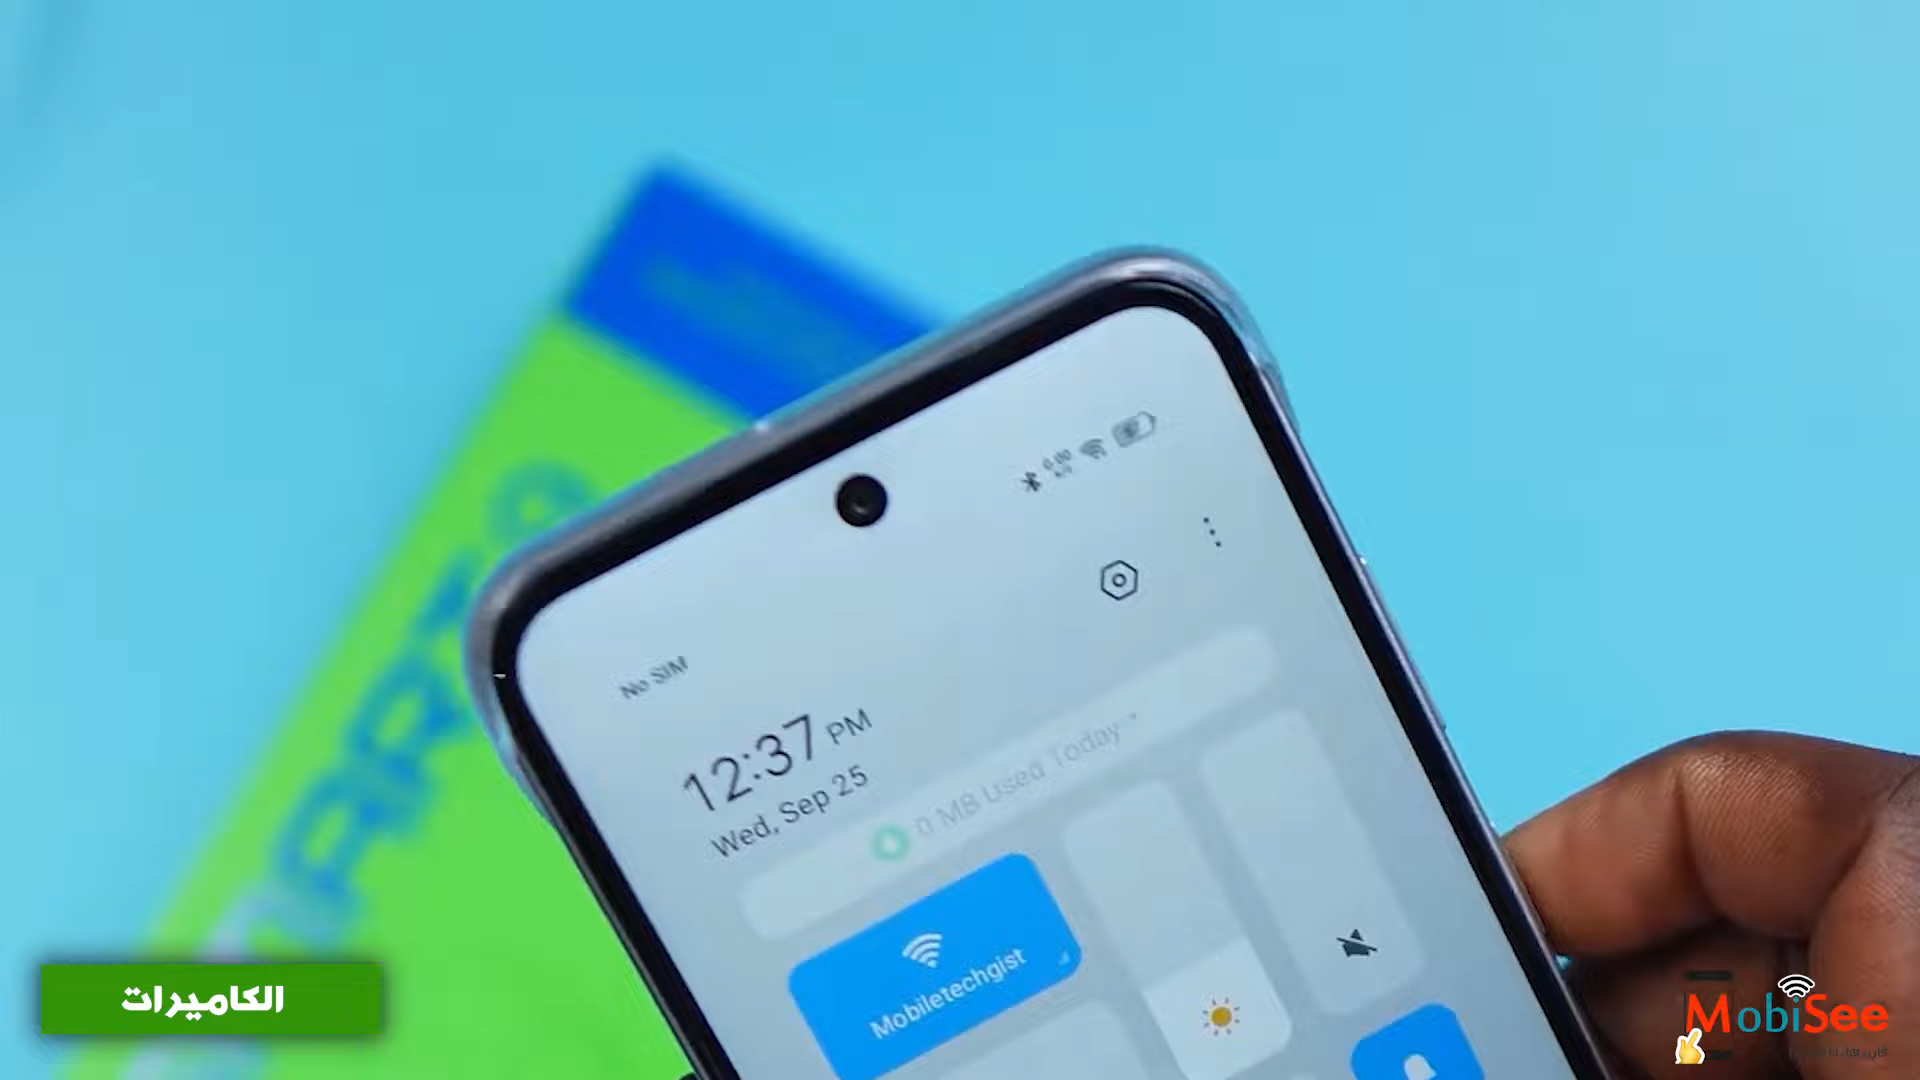 No SIM
12:37 PM
Wed, Sep 25
0 MB Used Today
Mobiletechgist
الكاميرات
MobiSee